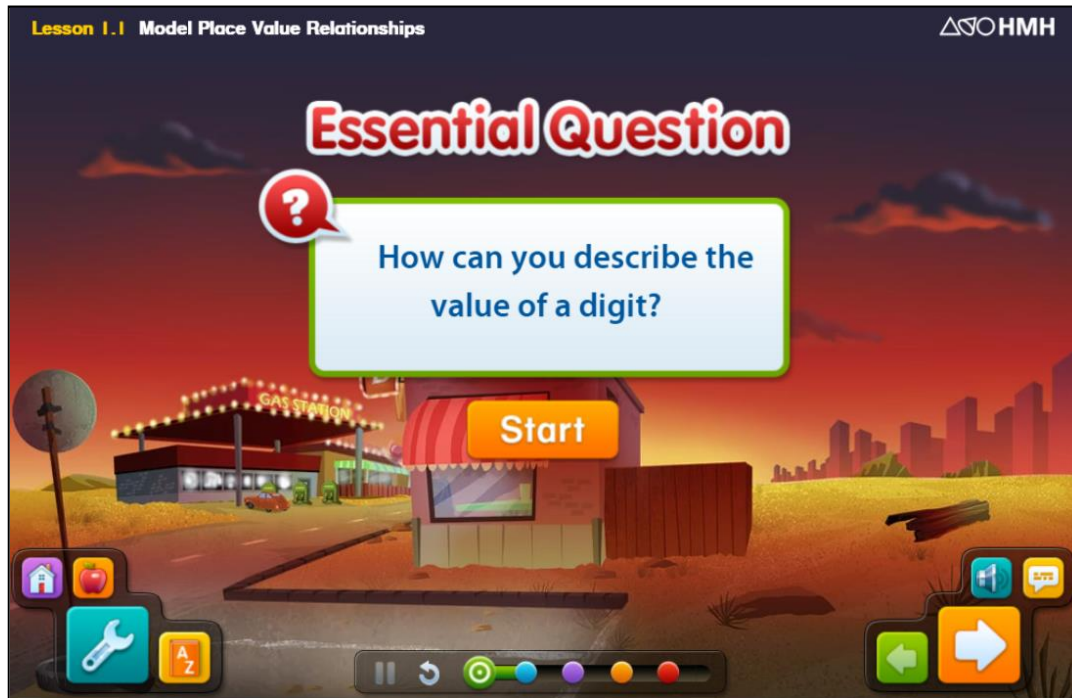 Lesson 1.1 Model Place Value Relationships
HMH
Essential Question
?
How can you describe the
value of a digit?
GAS STATION
Start
A
Z